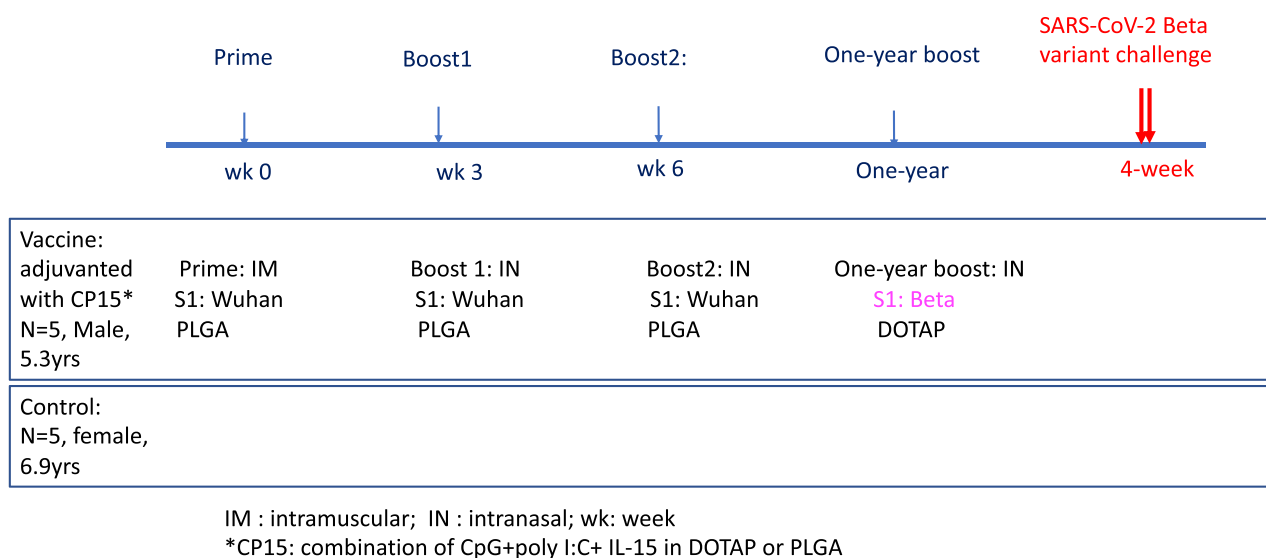 SARS-CoV-2 Beta
variant challenge
Prime
Boost1
Boost2:
One-year boost
wk 0
wk 3
wk 6
One-year
4-week
Vaccine:
adjuvanted
with CP15*
N=5, Male,
5.3yrs
Prime: IM
S1: Wuhan
PLGA
Boost 1: IN
S1: Wuhan
PLGA
Boost2: IN
S1: Wuhan
PLGA
One-year boost: IN
S1: Beta
DOTAP
Control:
N=5, female,
6.9yrs
IM : intramuscular; IN : intranasal; wk: week
*CP15: combination of CpG+poly I:C+ IL-15 in DOTAP or PLGA